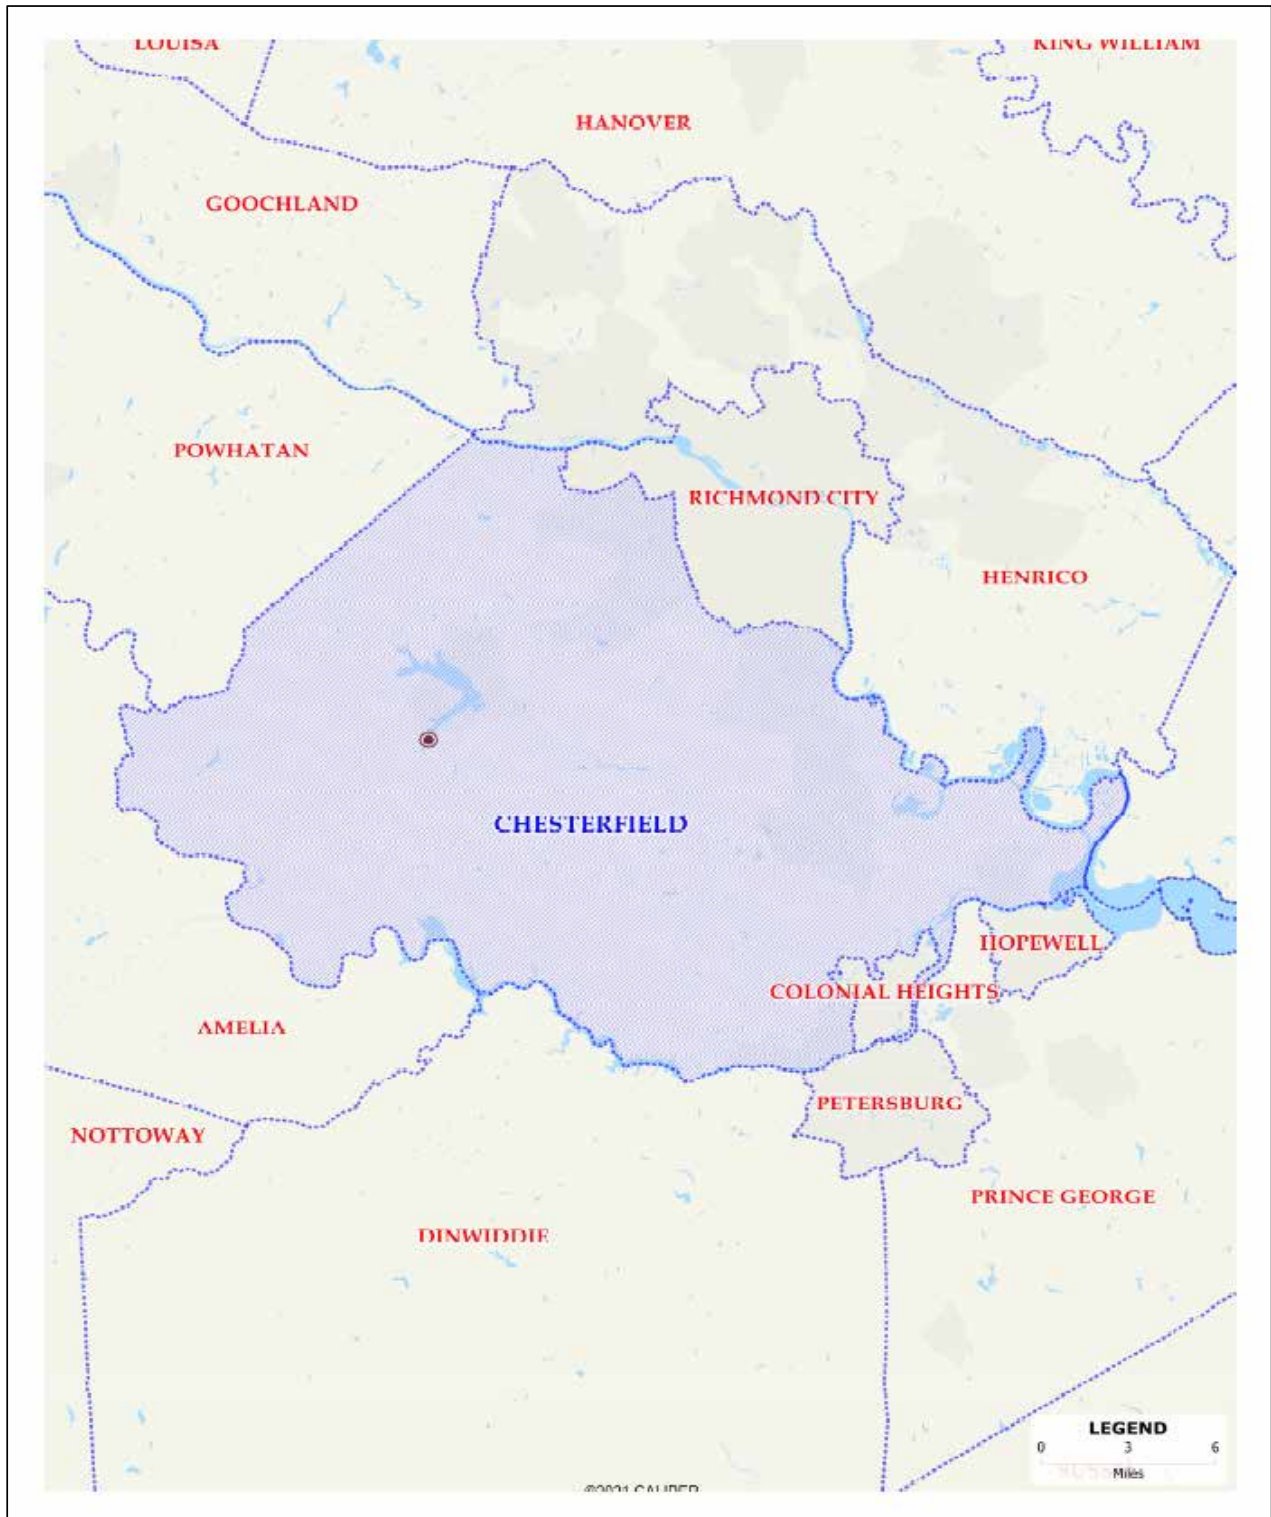 LOUISA
KING WILLIAM
HANOVER
GOOCHLAND
POWHATAN
RICHMOND CITY
HENRICO
CHESTERFIELD
HOPEWELL
COLONIAL HEIGHTS
AMELIA
PETERSBURG
NOTTOWAY
PRINCE GEORGE
DINWIDDIE
LEGEND
0 3 6
Miles
©2021 CALIPER